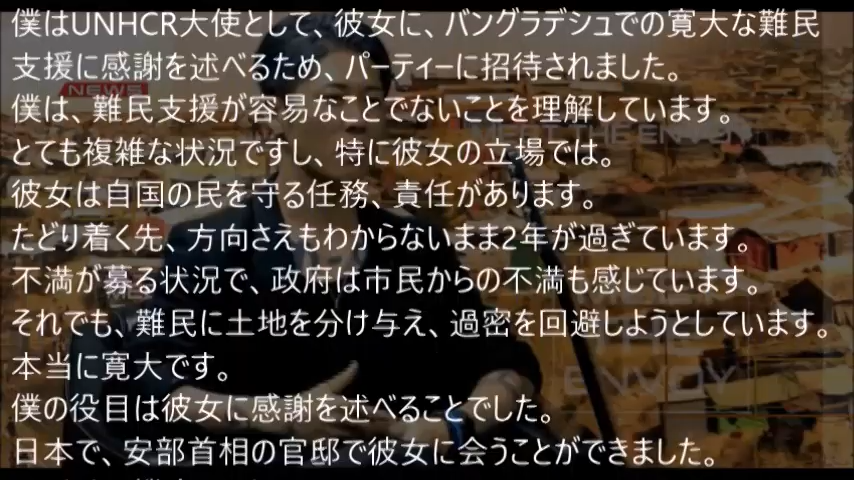 僕はUNHCR大使として、彼女に、バングラデシュでの寛大な難民
支援に感謝を述べるため、パーティーに招待されました。
NEWS
僕は、難民支援が容易なことでないことを理解しています。
MEET THE ENVOY
とても複雑な状況ですし、特に彼女の立場では。
彼女は自国の民を守る任務、責任があります。
たどり着く先、方向さえもわからないまま2年が過ぎています。
不満が募る状況で、政府は市民からの不満も感じています。
それでも、難民に土地を分け与え、過密を回避しようとしています。
THE
本当に寛大です。
ENVOY
僕の役目は彼女に感謝を述べることでした。
日本で、安部首相の官邸で彼女に会うことができました。